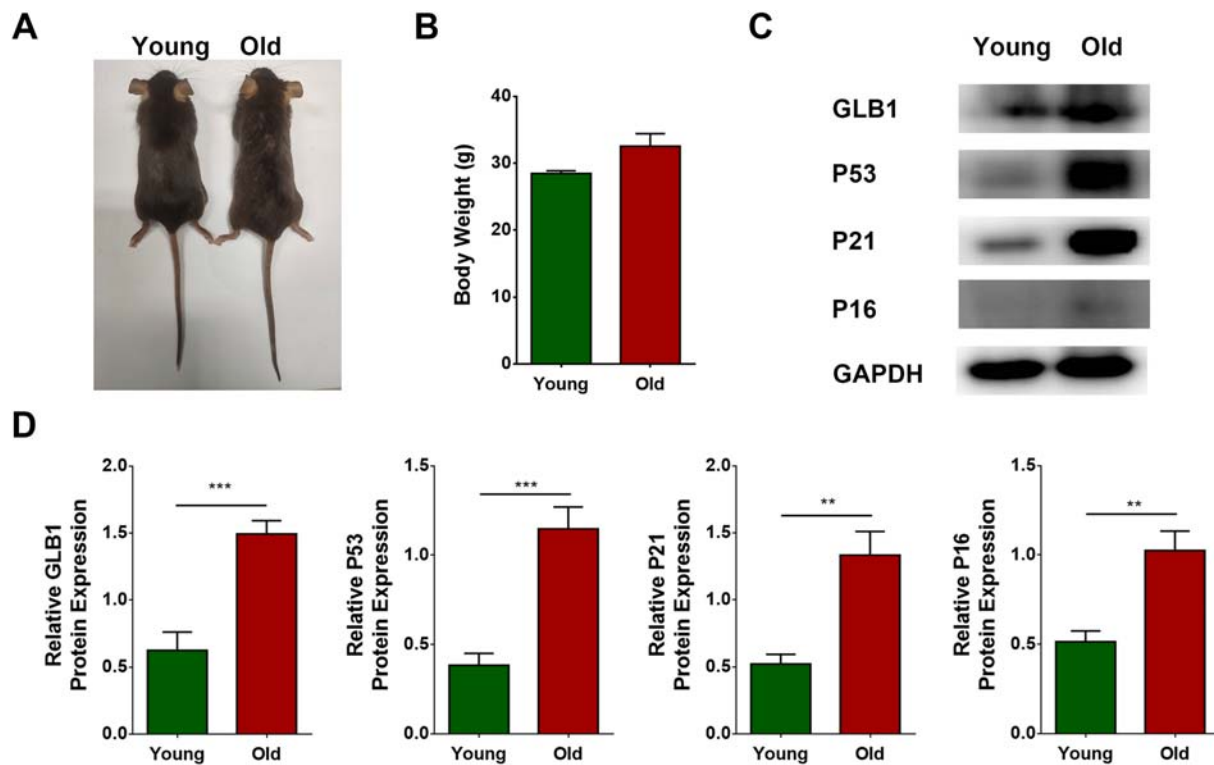 A
Young Old
B
Body Weight (g)
40
30
20
10
0
Young Old
C
Young Old
GLB1
P53
P21
P16
GAPDH
D
Relative GLB1
Protein Expression
2.0
1.5
1.0
0.5
0.0
***
Young Old
Relative P53
Protein Expression
1.5
1.0
0.5
0.0
***
Young Old
Relative P21
Protein Expression
2.0
1.5
1.0
0.5
0.0
**
Young Old
Relative P16
Protein Expression
1.5
1.0
0.5
0.0
**
Young Old